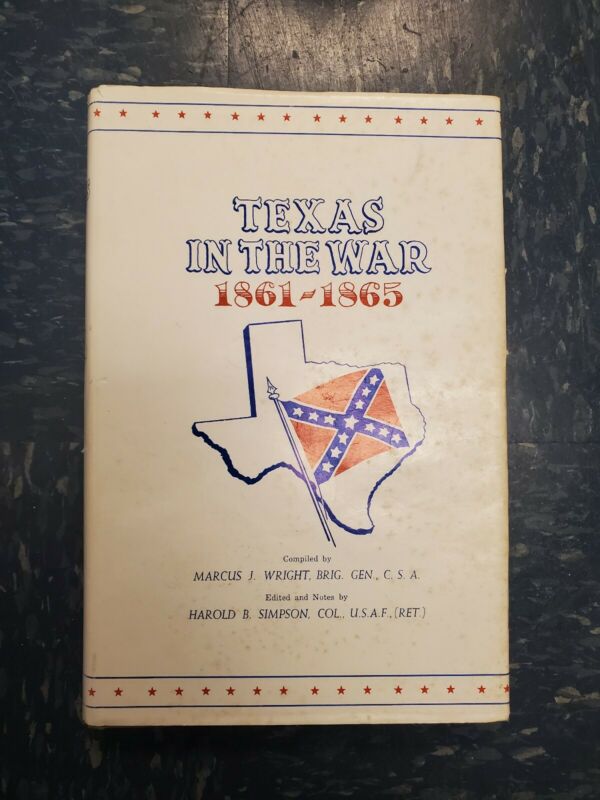 TEXAS
IN THE WAR
1861-1865
Compiled by
MARCUS J. WRIGHT, BRIG. GEN., C. S. A.
Edited and Notes by
HAROLD B. SIMPSON, COL., U.S.A.F., (RET.)